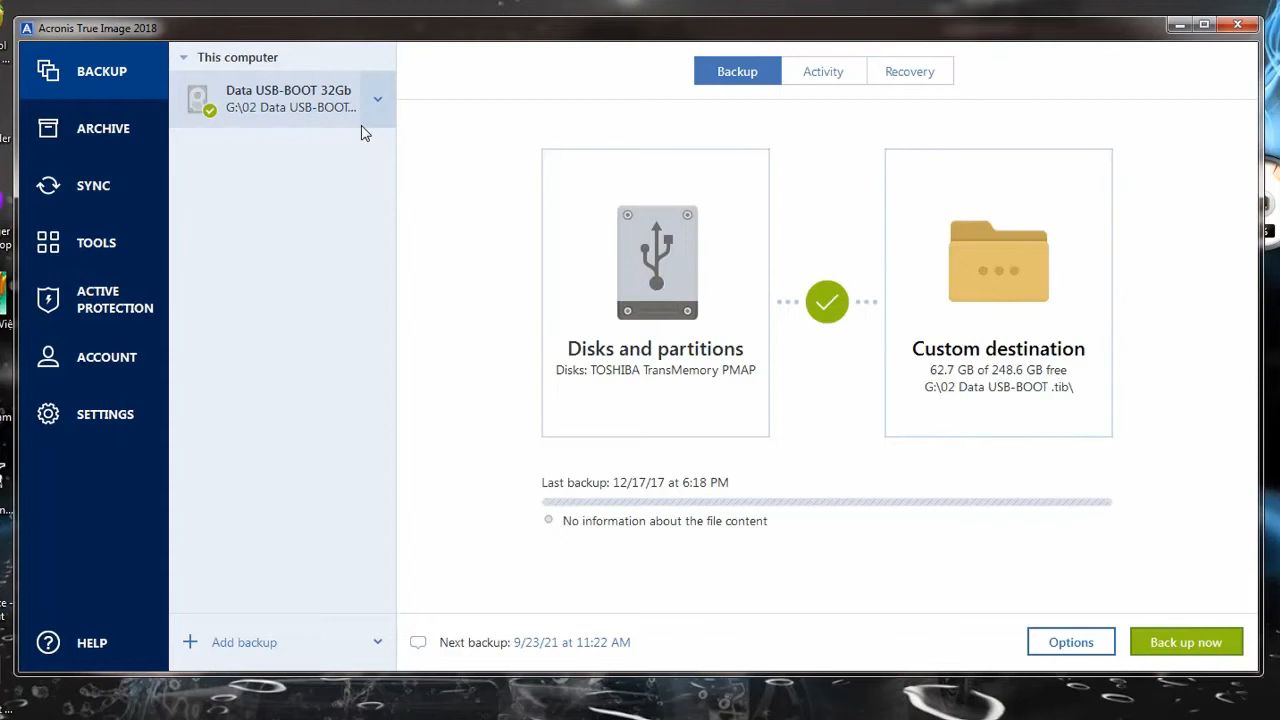 Acronis True Image 2018
BACKUP
ARCHIVE
SYNC
TOOLS
ACTIVE
PROTECTION
ACCOUNT
SETTINGS
HELP
This computer
Data USB-BOOT 32Gb
G:\02 Data USB-BOOT...
Add backup
Backup
Activity
Recovery
Disks and partitions
Disks: TOSHIBA TransMemory PMAP
Custom destination
62.7 GB of 248.6 GB free
G:\02 Data USB-BOOT .tib\
Last backup: 12/17/17 at 6:18 PM
No information about the file content
Next backup: 9/23/21 at 11:22 AM
Options
Back up now